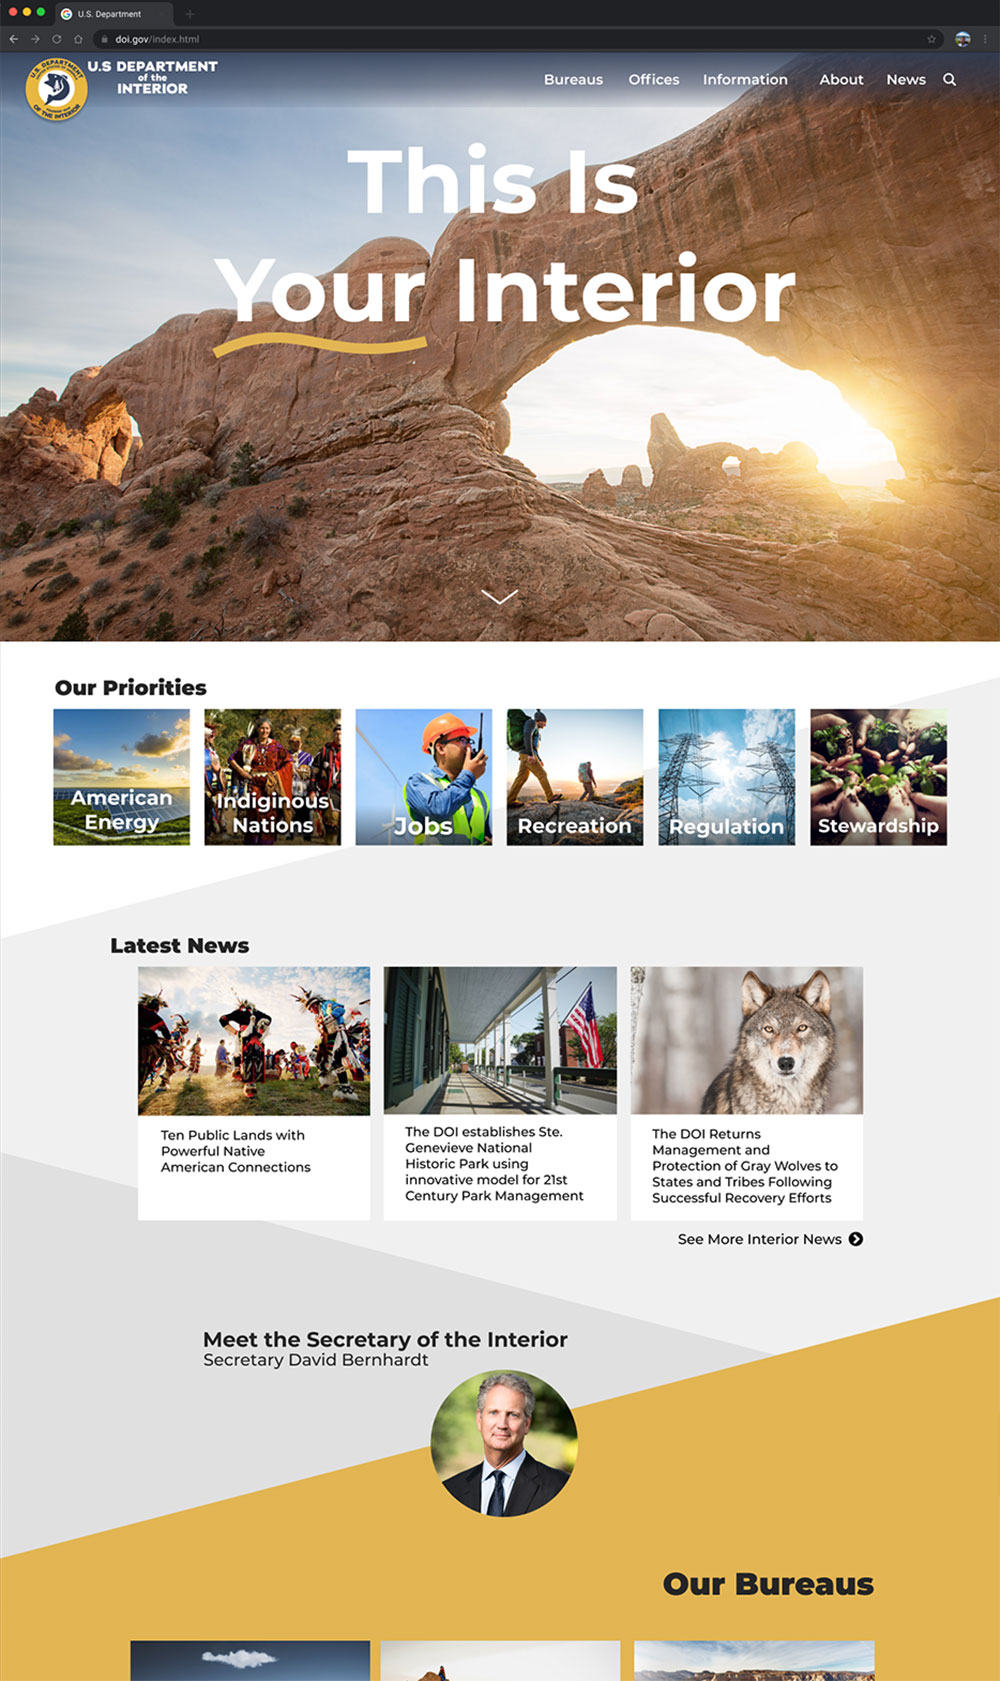 U.S. Department
doi.gov/index.html
U.S. DEPARTMENT
OF THE INTERIOR
U.S DEPARTMENT
of the
INTERIOR
Bureaus Offices Information About News
This Is
Your Interior
Our Priorities
American
Energy
Indiginous
Nations
Jobs
Recreation
Regulation
Stewardship
Latest News
Ten Public Lands with
Powerful Native
American Connections
The DOI establishes Ste.
Genevieve National
Historic Park using
innovative model for 21st
Century Park Management
The DOI Returns
Management and
Protection of Gray Wolves to
States and Tribes Following
Successful Recovery Efforts
See More Interior News
Meet the Secretary of the Interior
Secretary David Bernhardt
Our Bureaus